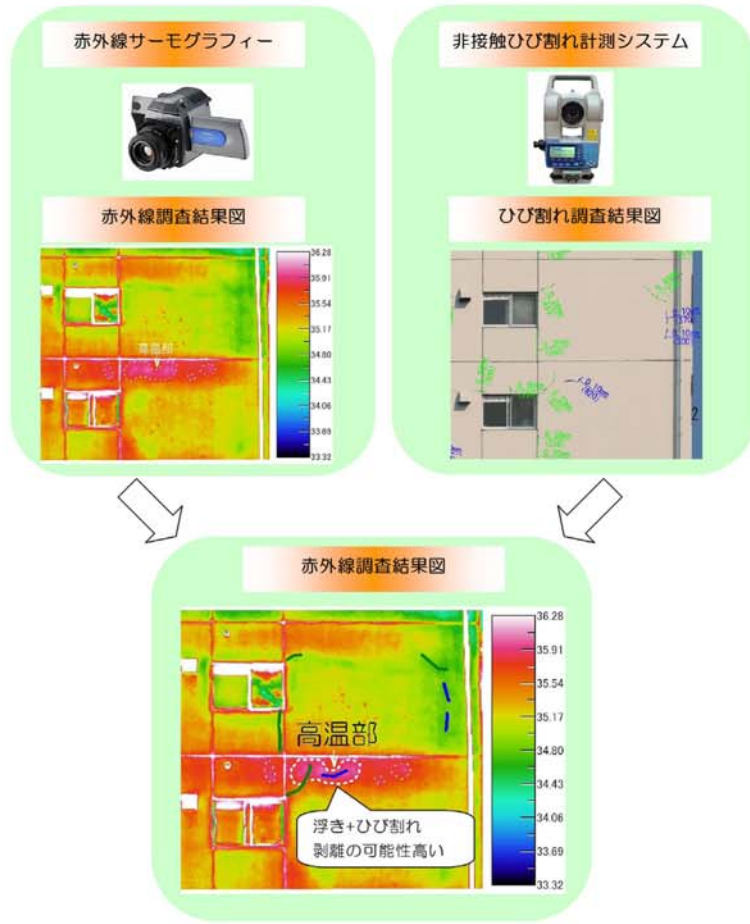 赤外線サーモグラフィー
赤外線調査結果図
36.28
35.91
35.54
35.17
34.80
34.43
34.06
33.69
33.32
高温部
非接触ひび割れ計測システム
ひび割れ調査結果図
2
赤外線調査結果図
36.28
35.91
35.54
35.17
34.80
34.43
34.06
33.69
33.32
高温部
浮き+ひび割れ
剥離の可能性高い